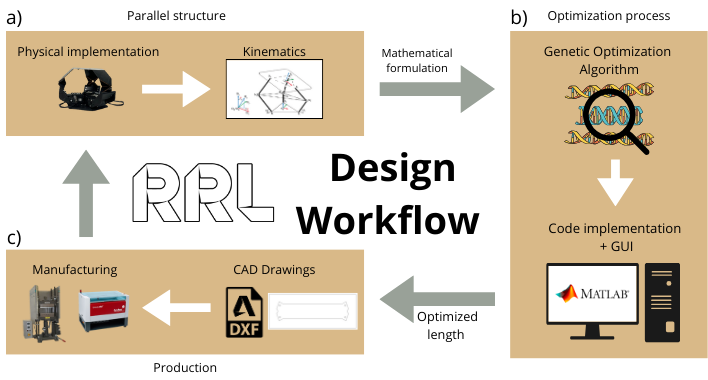 a)
Parallel structure
Physical implementation
Kinematics
Mathematical
formulation
b)
Optimization process
Genetic Optimization
Algorithm
Code implementation
+ GUI
MATLAB®
RRL
Design
Workflow
c)
Manufacturing
CAD Drawings
DXF
Optimized
length
Production